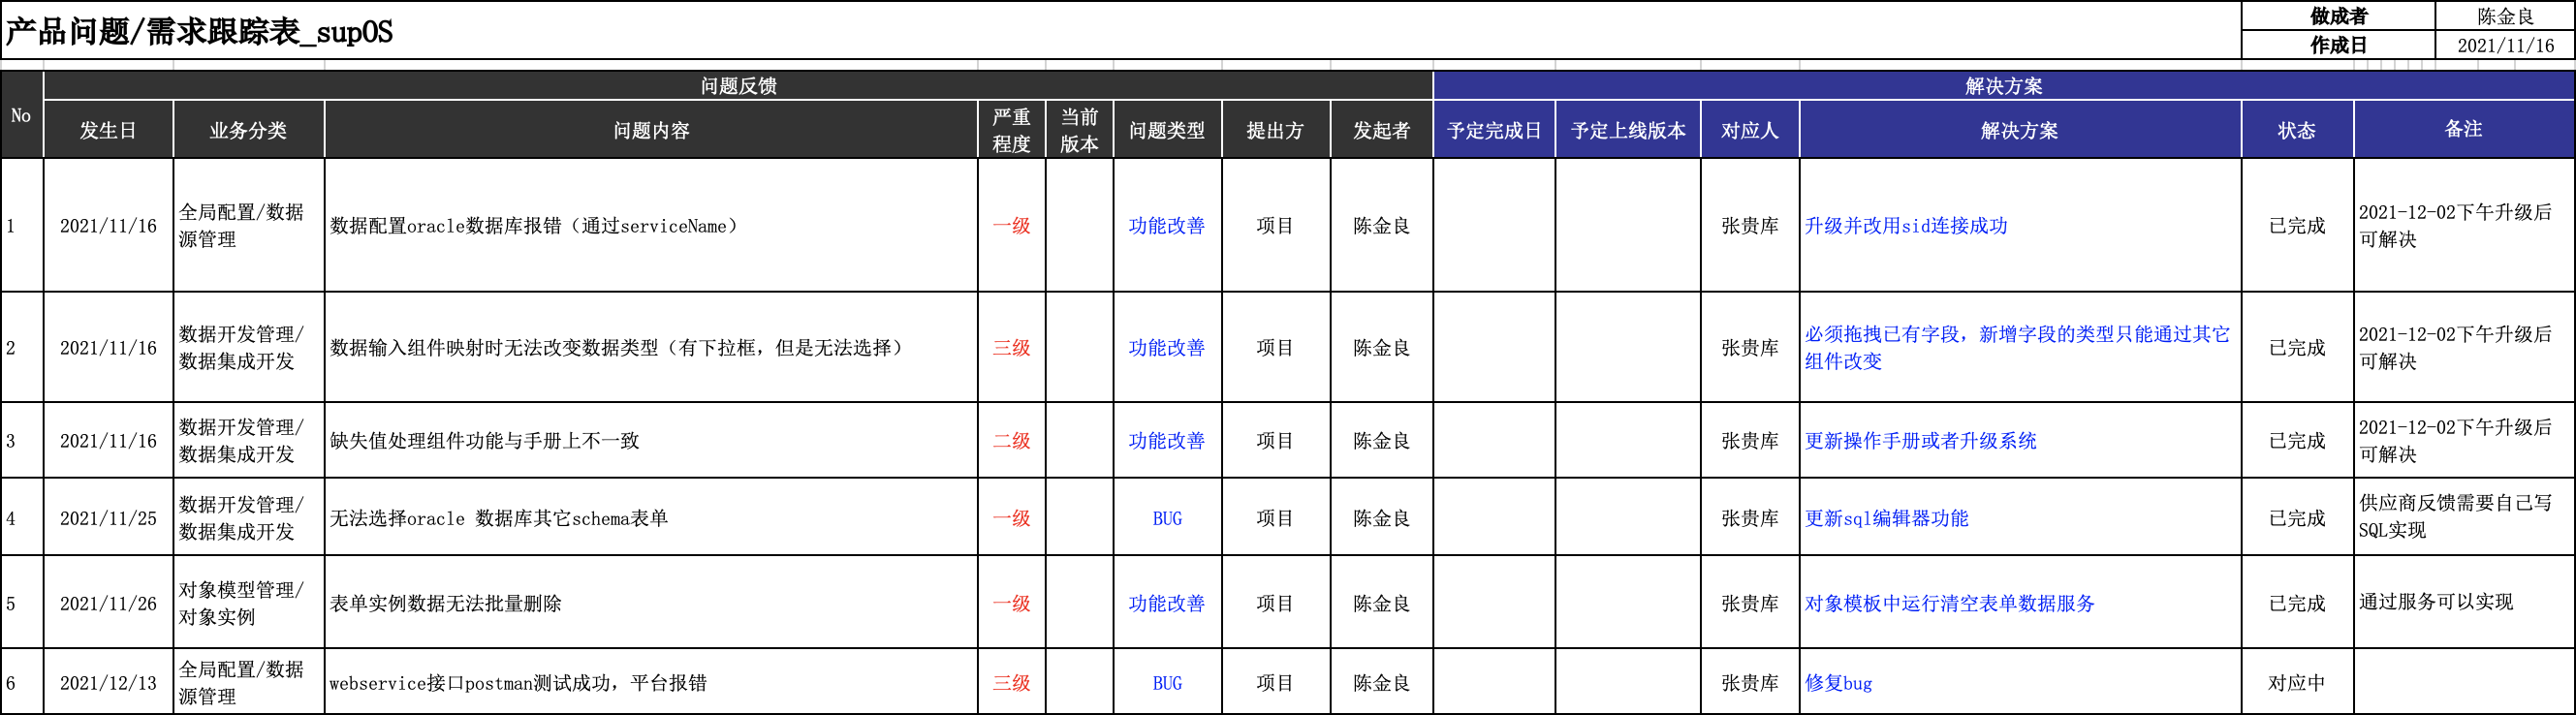 产品问题/需求跟踪表_supOS
做成者
陈金良
作成日
2021/11/16
No
问题反馈
解决方案
发生日
业务分类
问题内容
严重
程度
当前
版本
问题类型
提出方
发起者
予定完成日
予定上线版本
对应人
解决方案
状态
备注
1
2021/11/16
全局配置/数据
源管理
数据配置oracle数据库报错（通过serviceName）
一级
功能改善
项目
陈金良
张贵库
升级并改用sid连接成功
已完成
2021-12-02下午升级后
可解决
2
2021/11/16
数据开发管理/
数据集成开发
数据输入组件映射时无法改变数据类型（有下拉框，但是无法选择）
三级
功能改善
项目
陈金良
张贵库
必须拖拽已有字段，新增字段的类型只能通过其它
组件改变
已完成
2021-12-02下午升级后
可解决
3
2021/11/16
数据开发管理/
数据集成开发
缺失值处理组件功能与手册上不一致
二级
功能改善
项目
陈金良
张贵库
更新操作手册或者升级系统
已完成
2021-12-02下午升级后
可解决
4
2021/11/25
数据开发管理/
数据集成开发
无法选择oracle 数据库其它schema表单
一级
BUG
项目
陈金良
张贵库
更新sql编辑器功能
已完成
供应商反馈需要自己写
SQL实现
5
2021/11/26
对象模型管理/
对象实例
表单实例数据无法批量删除
一级
功能改善
项目
陈金良
张贵库
对象模板中运行清空表单数据服务
已完成
通过服务可以实现
6
2021/12/13
全局配置/数据
源管理
webservice接口postman测试成功，平台报错
三级
BUG
项目
陈金良
张贵库
修复bug
对应中